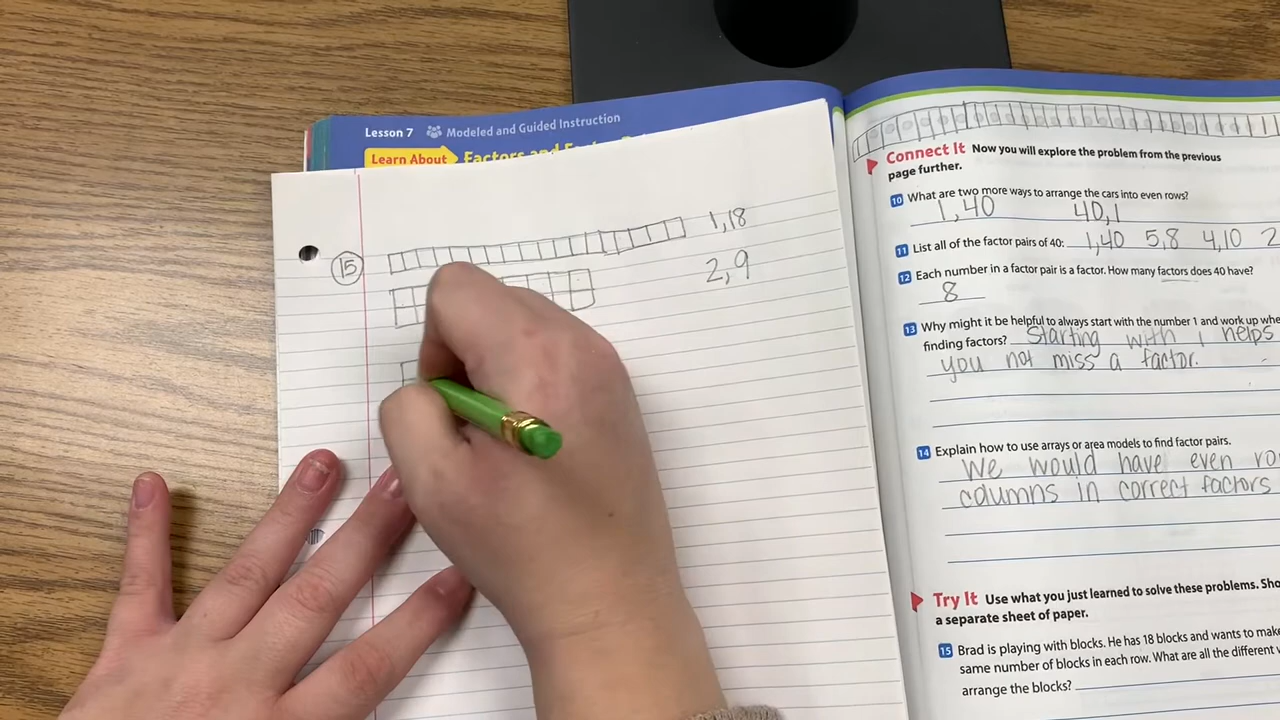 Lesson 7 Modeled and Guided Instruction
Learn About
15
1,18
2,9
Connect It Now you will explore the problem from the previous
page further.
10 What are two more ways to arrange the cars into even rows?
1,40 40,1
11 List all of the factor pairs of 40: 1,40 5,8 4,10 2
12 Each number in a factor pair is a factor. How many factors does 40 have?
8
13 Why might it be helpful to always start with the number 1 and work up
finding factors? Starting with 1 helps
you not miss a factor.
14 Explain how to use arrays or area models to find factor pairs.
We would have even
columns in correct factors
Try It Use what you just learned to solve these problems.
a separate sheet of paper.
15 Brad is playing with blocks. He has 18 blocks and wants to
same number of blocks in each row. What are all the different
arrange the blocks?